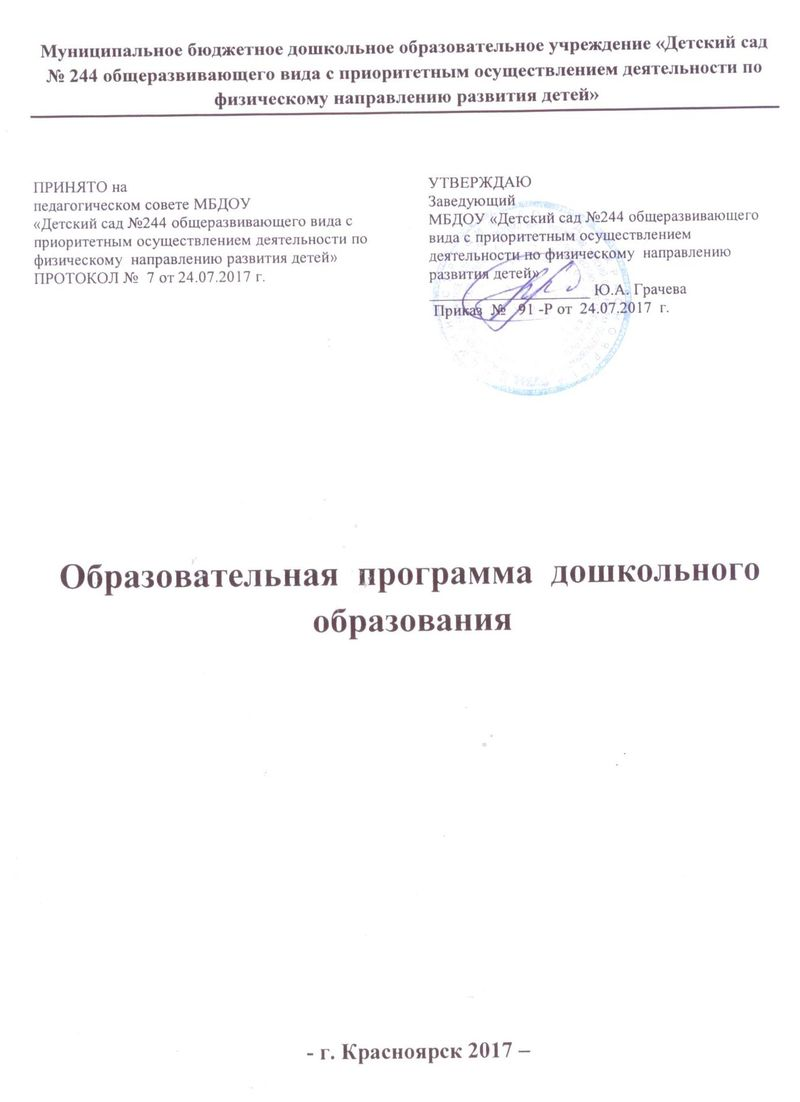 Муниципальное бюджетное дошкольное образовательное учреждение «Детский сад
№ 244 общеразвивающего вида с приоритетным осуществлением деятельности по
физическому направлению развития детей»
ПРИНЯТО на
педагогическом совете МБДОУ
«Детский сад №244 общеразвивающего вида с
приоритетным осуществлением деятельности по
физическому направлению развития детей»
ПРОТОКОЛ № 7 от 24.07.2017 г.
УТВЕРЖДАЮ
Заведующий
МБДОУ «Детский сад №244 общеразвивающего
вида с приоритетным осуществлением
деятельности по физическому направлению
развития детей»
Ю.А. Грачева
Приказ № 91 -Р от 24.07.2017 г.
Образовательная программа дошкольного
образования
- г. Красноярск 2017 –